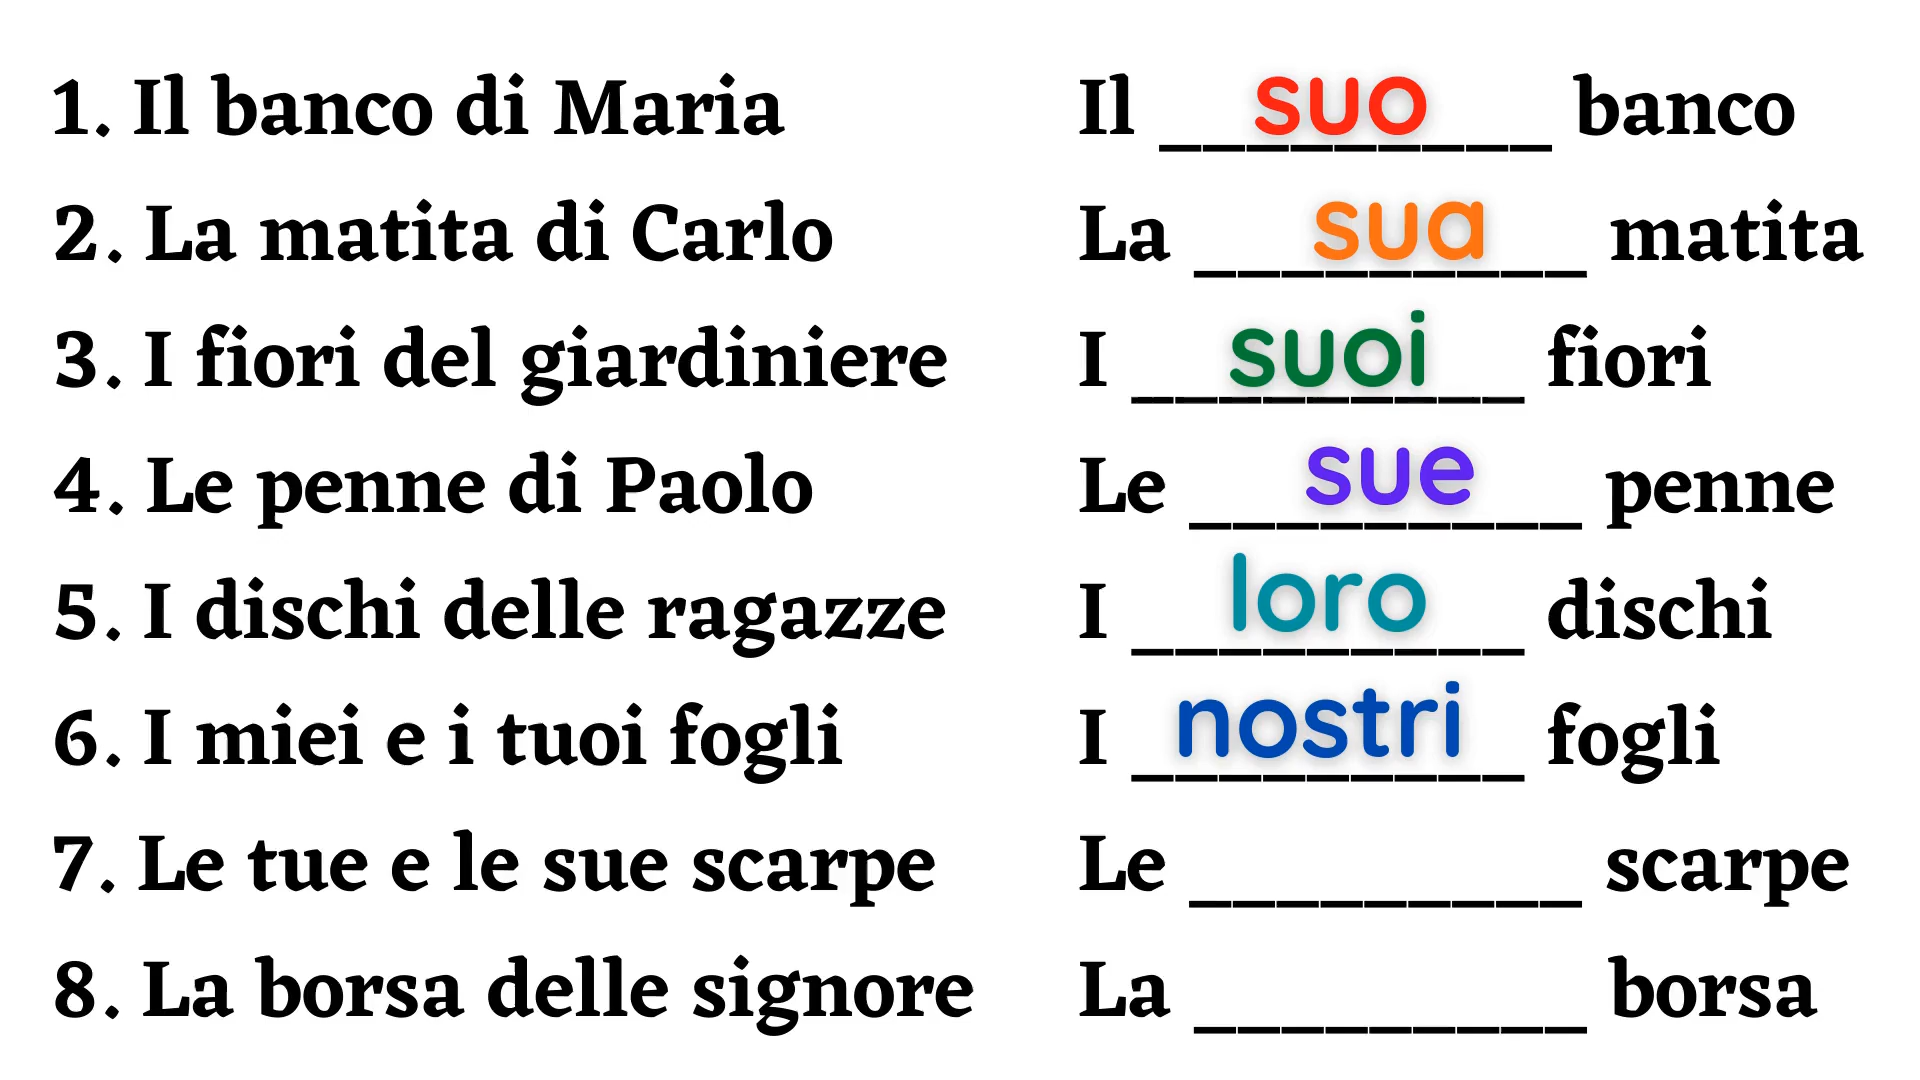 1. Il banco di Maria Il suo banco
2. La matita di Carlo La sua matita
3. I fiori del giardiniere I suoi fiori
4. Le penne di Paolo Le sue penne
5. I dischi delle ragazze I loro dischi
6. I miei e i tuoi fogli I nostri fogli
7. Le tue e le sue scarpe Le _________ scarpe
8. La borsa delle signore La _________ borsa